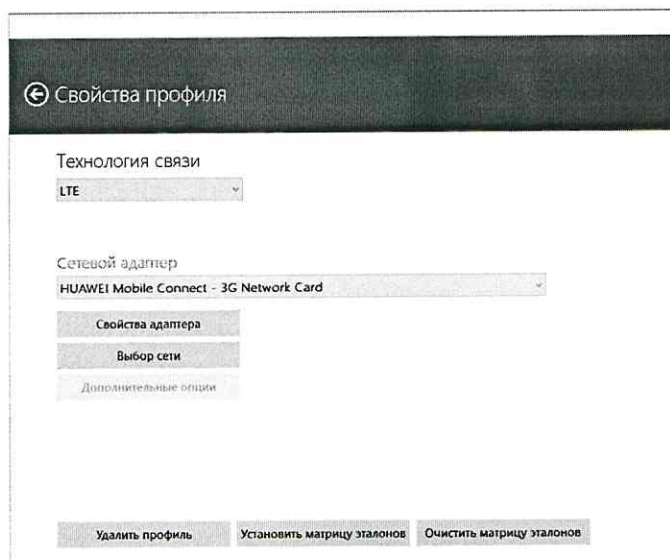 Свойства профиля
Технология связи
LTE
Сетевой адаптер
HUAWEI Mobile Connect - 3G Network Card
Свойства адаптера
Выбор сети
Дополнительные опции
Удалить профиль Установить матрицу эталонов Очистить матрицу эталонов